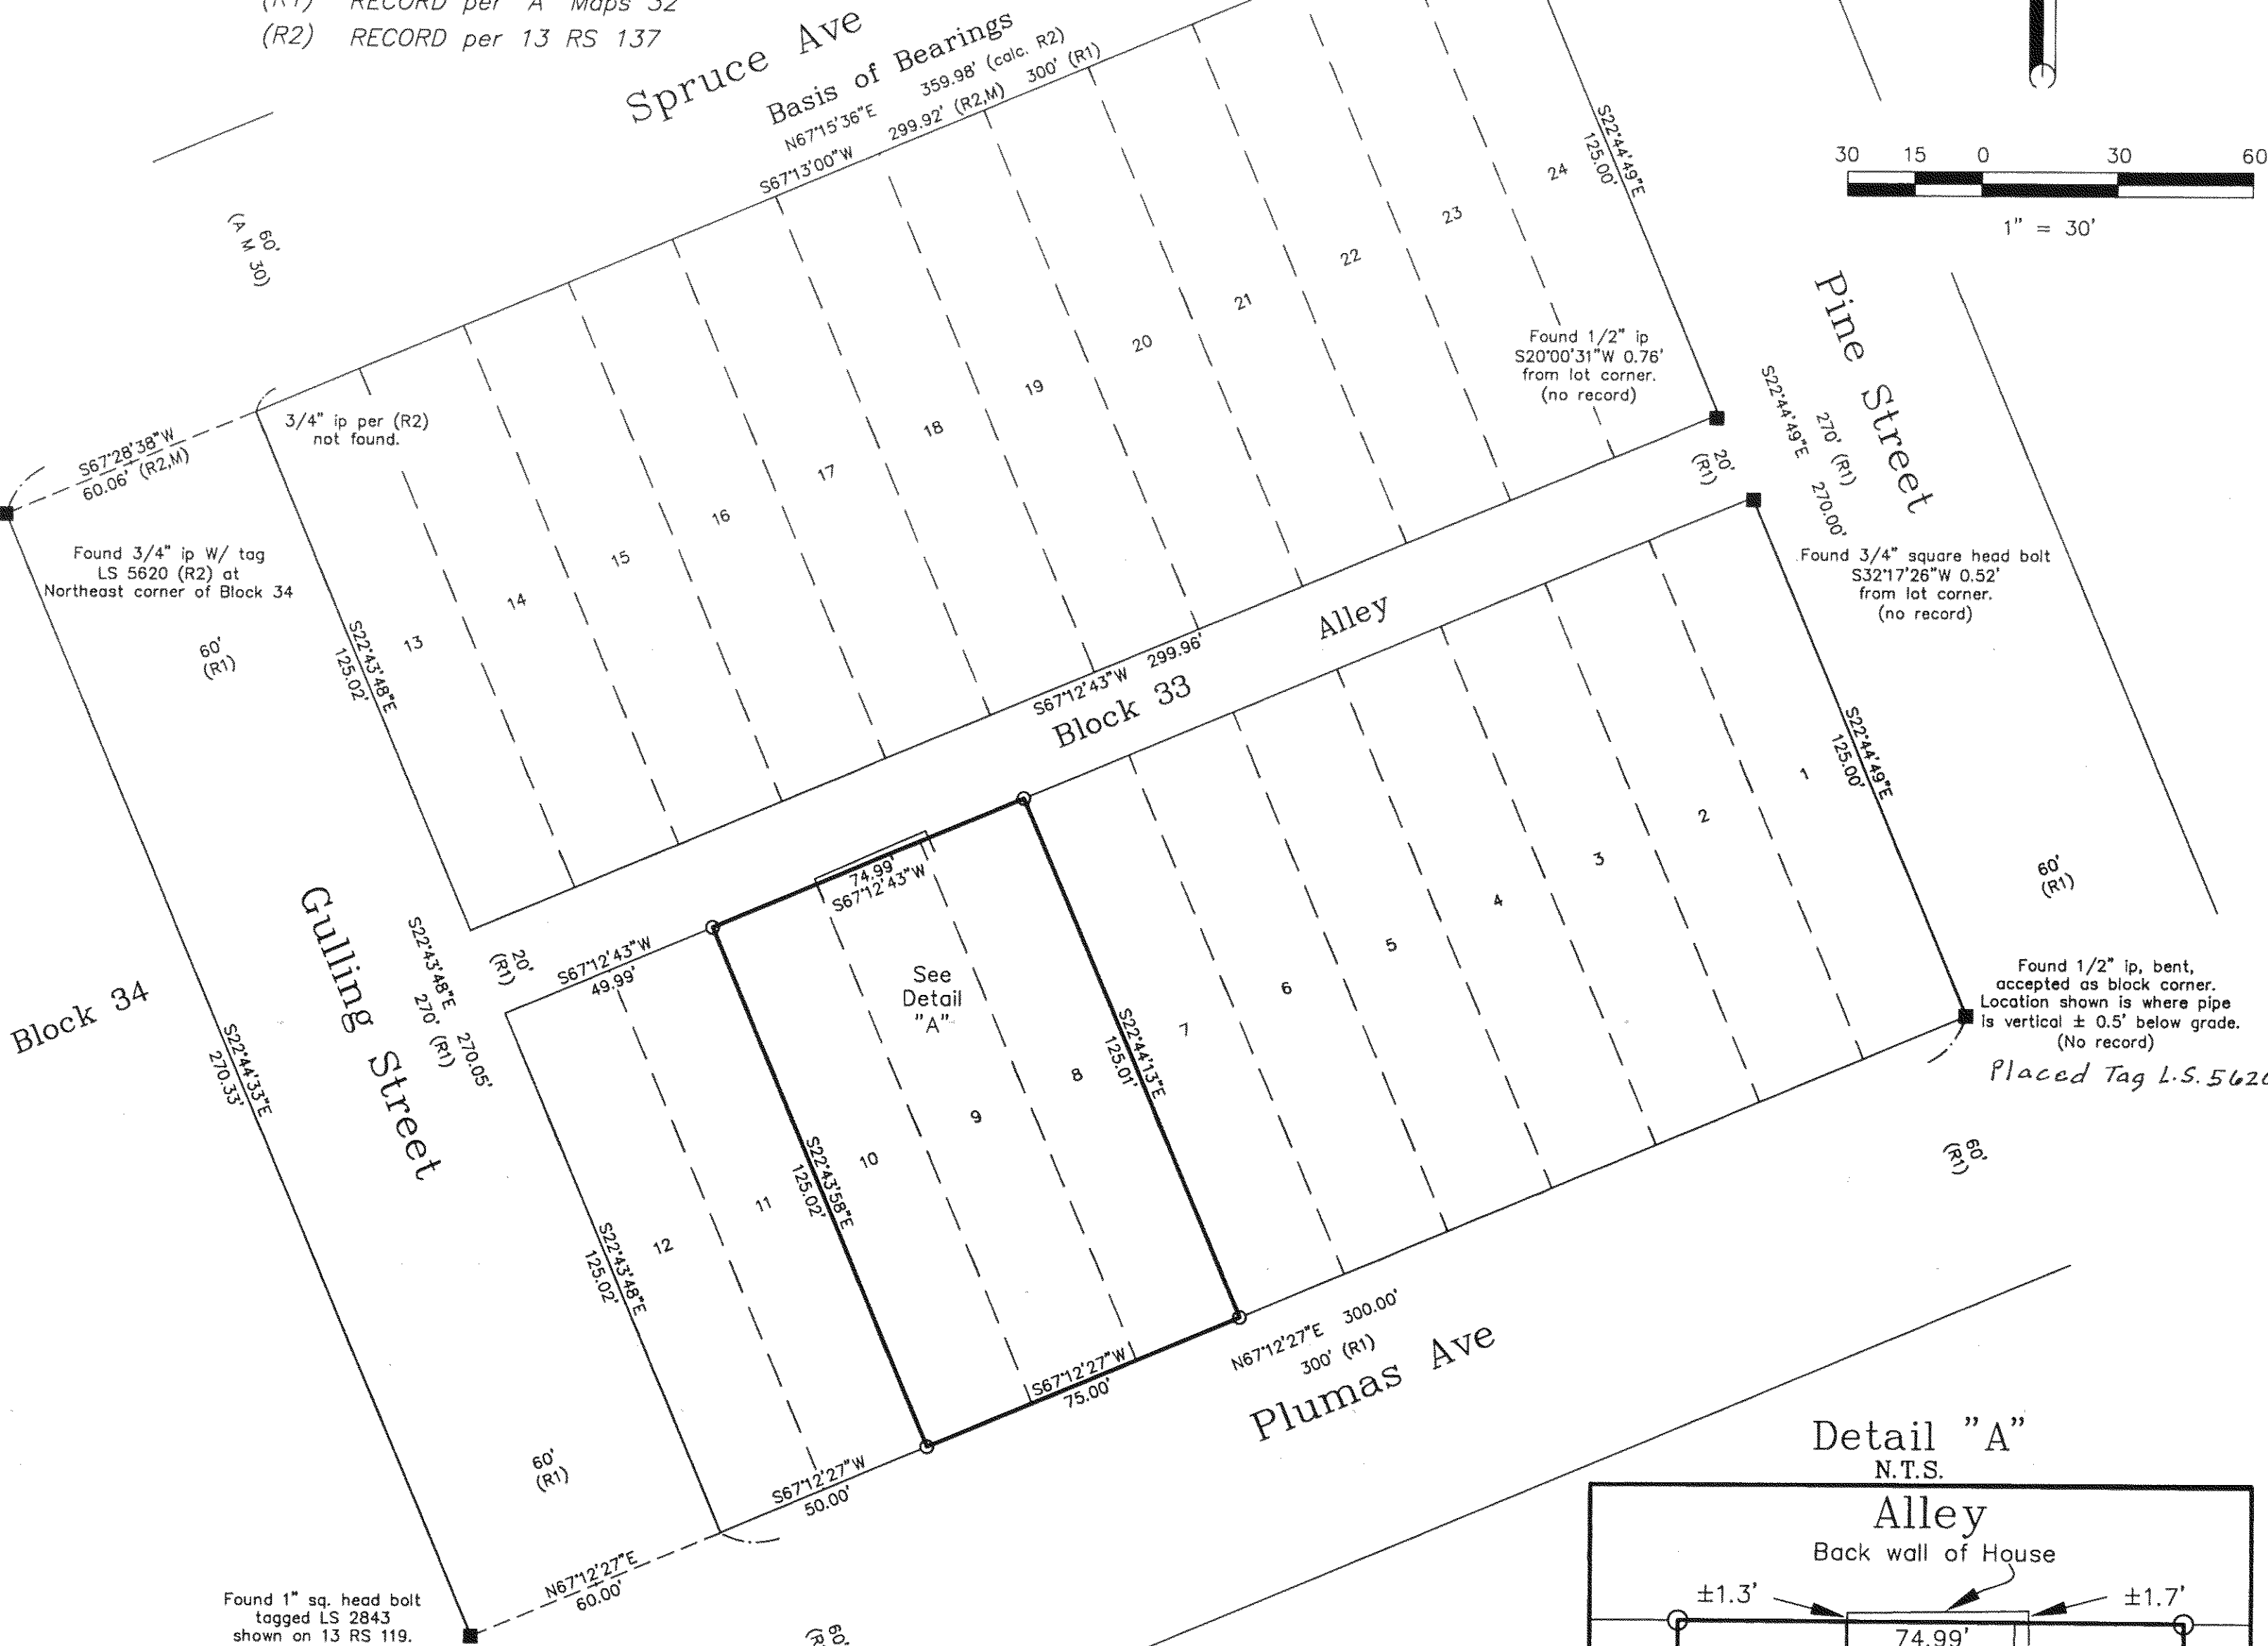 (R1) RECORD per "A" Maps 32
(R2) RECORD per 13 RS 137
Spruce Ave
Basis of Bearings
N67°15'36"E 359.98' (calc. R2)
S67°13'00"W 299.92' (R2,M) 300' (R1)
30 15 0 30 60
1" = 30'
60'
(A M 30)
S22°44'49"E
125.00'
24
23
22
21
20
19
18
17
16
15
14
13
Found 1/2" ip
S20°00'31"W 0.76'
from lot corner.
(no record)
Pine Street
S22°44'49"E 270.00'
270' (R1)
20'
(R1)
3/4" ip per (R2)
not found.
S67°28'38"W
60.06' (R2,M)
Found 3/4" ip W/ tag
LS 5620 (R2) at
Northeast corner of Block 34
60'
(R1)
S22°43'48"E
125.02'
Found 3/4" square head bolt
S32°17'26"W 0.52'
from lot corner.
(no record)
Alley
S67°12'43"W 299.96'
Block 33
S22°44'49"E
125.00'
1
2
3
4
5
6
7
8
9
10
11
12
60'
(R1)
74.99'
S67°12'43"W
Gulling Street
S22°43'48"E 270.05'
270' (R1)
20'
(R1)
S67°12'43"W
49.99'
See
Detail
"A"
Block 34
S22°44'33"E
270.33'
S22°44'13"E
125.01'
Found 1/2" ip, bent,
accepted as block corner.
Location shown is where pipe
is vertical ± 0.5' below grade.
(No record)
Placed Tag L.S. 5620
60'
(R1)
S22°43'58"E
125.02'
S22°43'48"E
125.02'
N67°12'27"E 300.00'
300' (R1)
Plumas Ave
S67°12'27"W
75.00'
S67°12'27"W
50.00'
60'
(R1)
N67°12'27"E
60.00'
Found 1" sq. head bolt
tagged LS 2843
shown on 13 RS 119.
60'
Detail "A"
N.T.S.
Alley
Back wall of House
±1.3' ±1.7'
74.99'